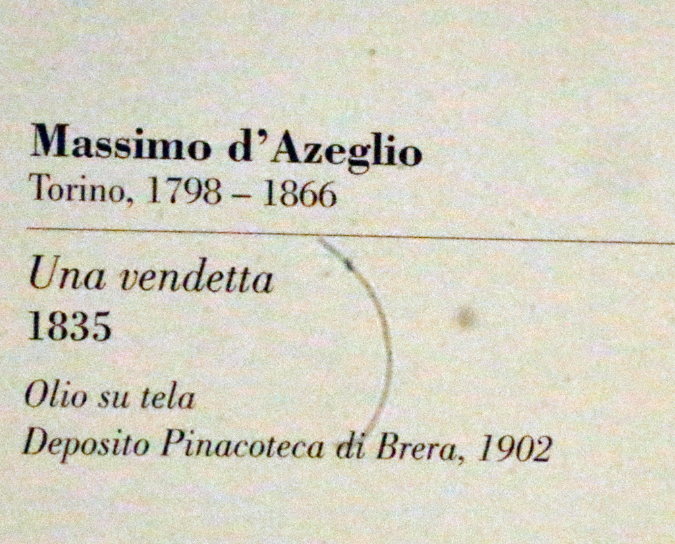 Massimo d'Azeglio
Torino, 1798 – 1866
Una vendetta
1835
Olio su tela
Deposito Pinacoteca di Brera, 1902